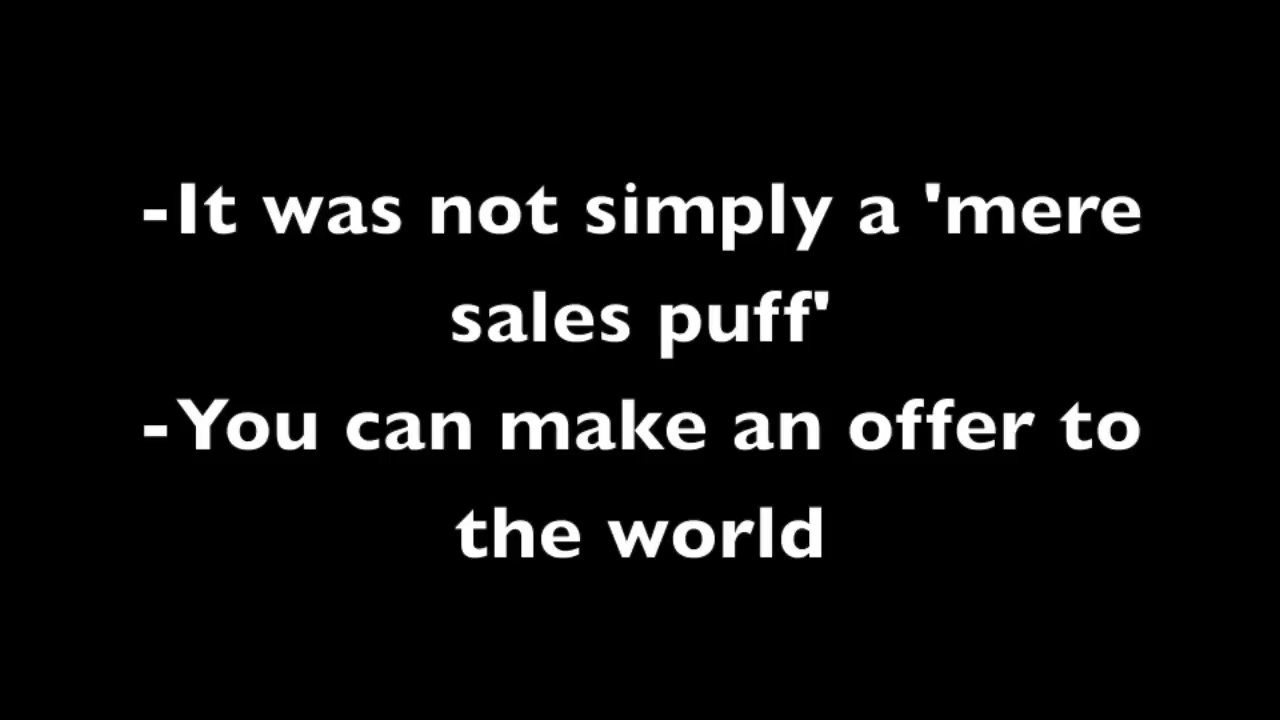 -It was not simply a 'mere
sales puff'
-You can make an offer to
the world